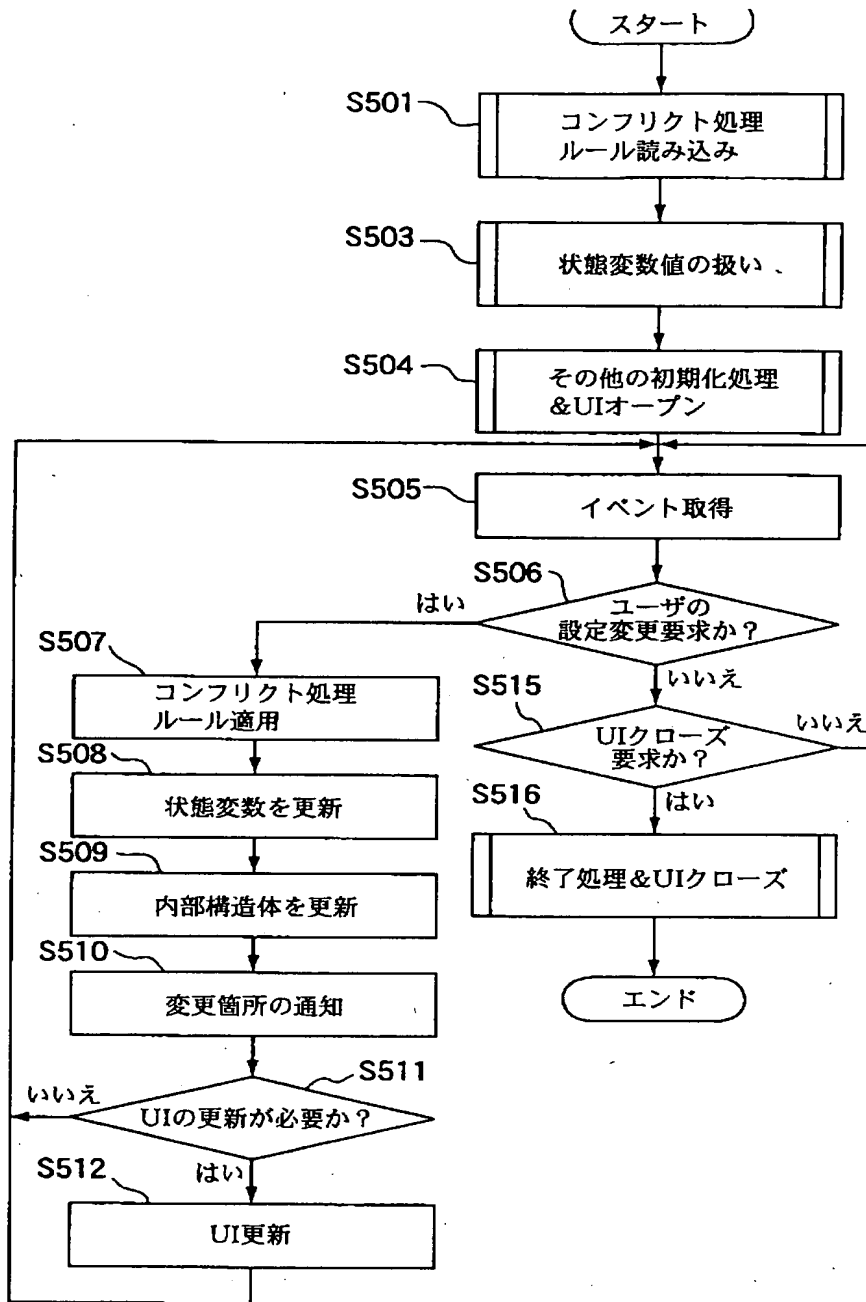 スタート
S501
コンフリクト処理
ルール読み込み
S503
状態変数値の扱い
S504
その他の初期化処理
&UIオープン
S505
イベント取得
S506
はい
ユーザの
設定変更要求か?
いいえ
S507
コンフリクト処理
ルール適用
S515
UIクローズ
要求か?
いいえ
はい
S508
状態変数を更新
S516
終了処理&UIクローズ
S509
内部構造体を更新
S510
変更箇所の通知
エンド
S511
いいえ
UIの更新が必要か?
はい
S512
UI更新